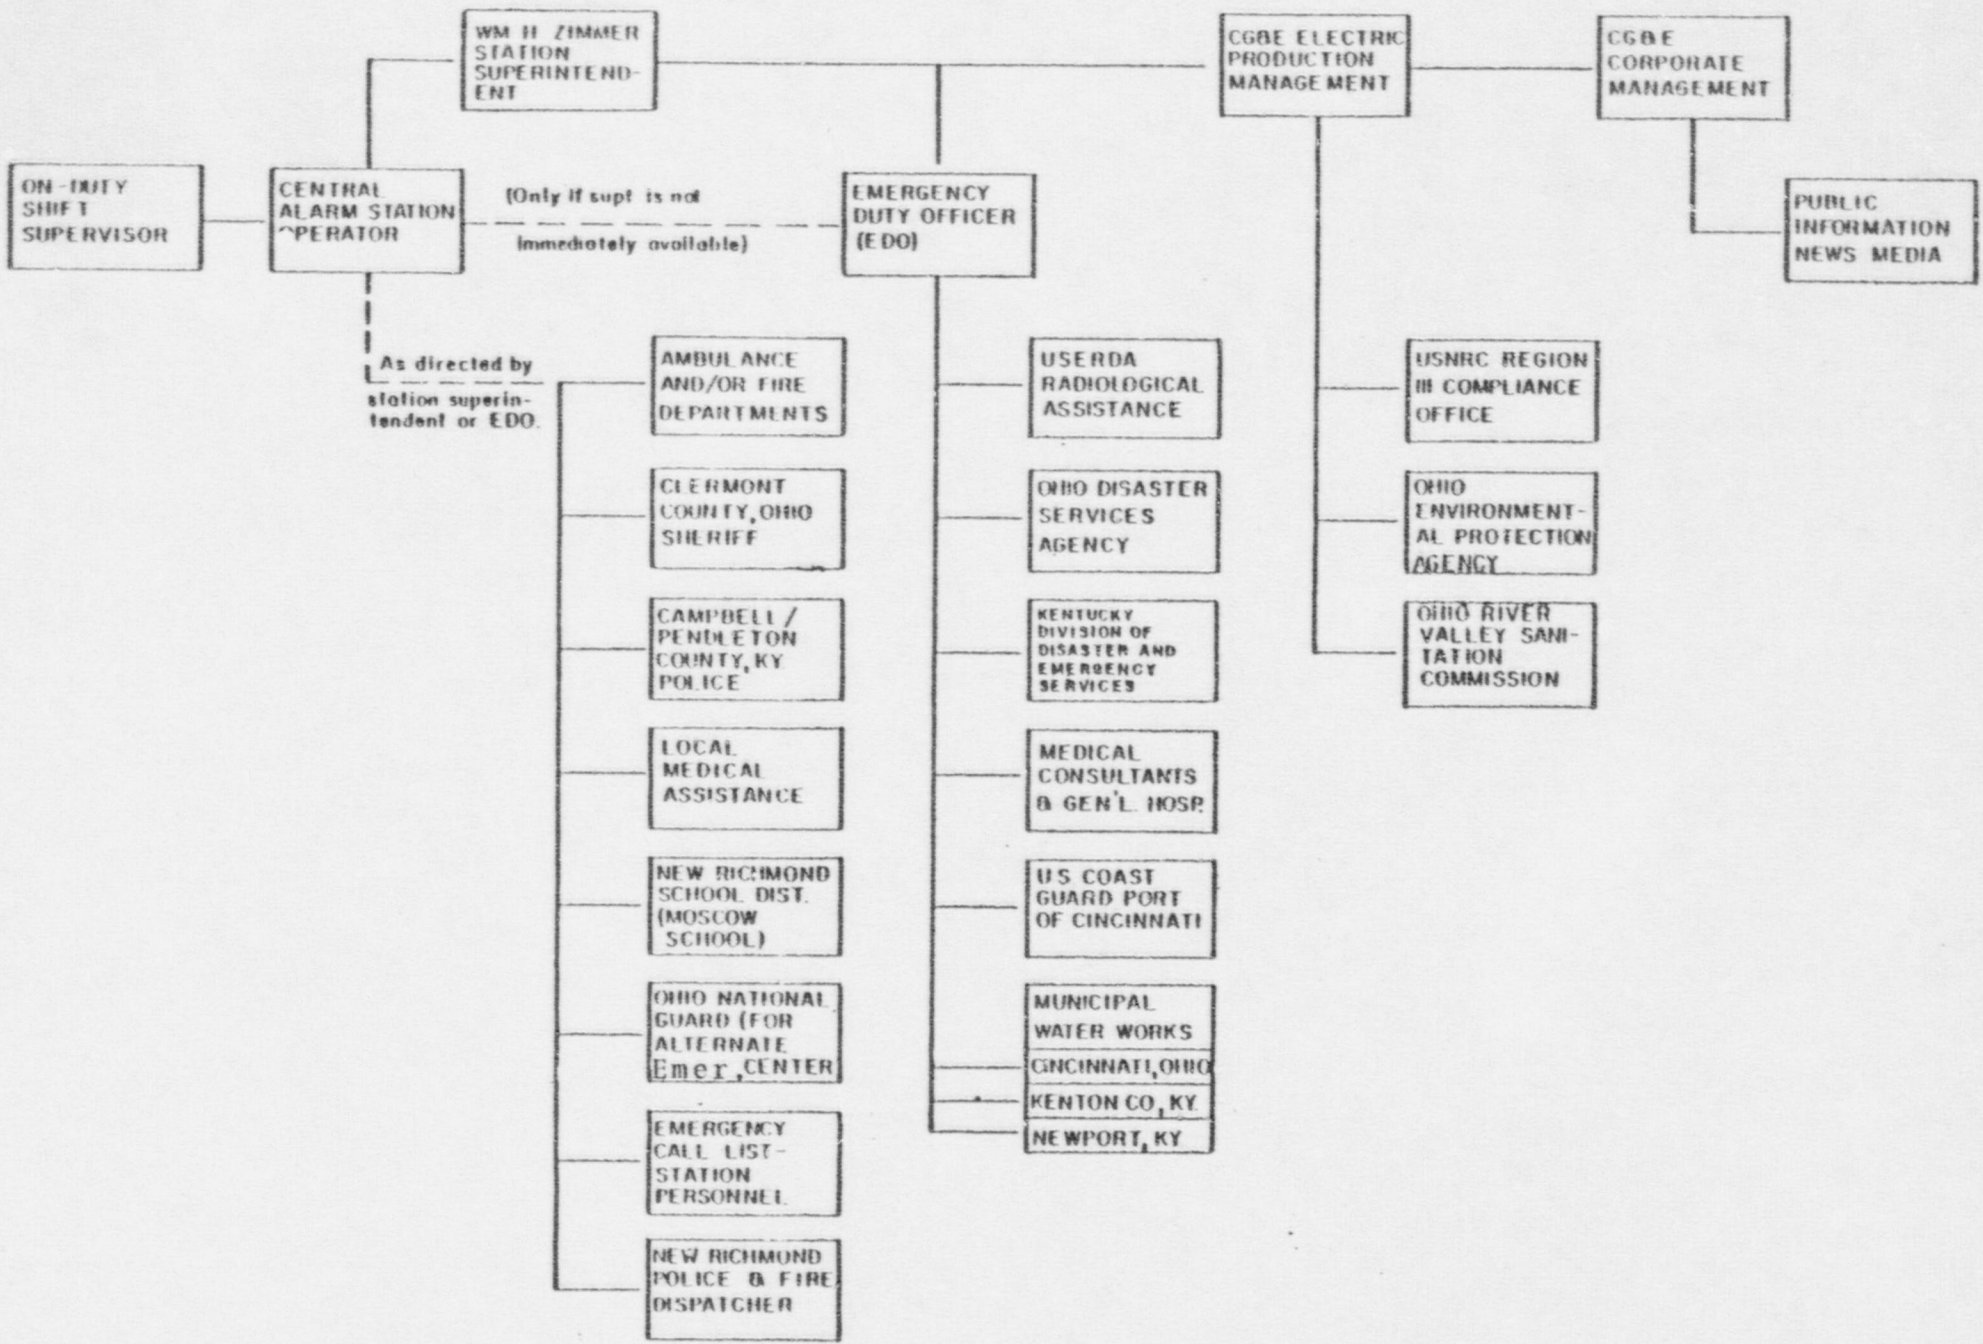 WM H ZIMMER
STATION
SUPERINTEND-
ENT
CG&E ELECTRIC
PRODUCTION
MANAGEMENT
CG&E
CORPORATE
MANAGEMENT
ON-DUTY
SHIFT
SUPERVISOR
CENTRAL
ALARM STATION
OPERATOR
(Only if supt is not
immediately available)
EMERGENCY
DUTY OFFICER
(EDO)
PUBLIC
INFORMATION
NEWS MEDIA
As directed by
station superin-
tendent or EDO.
AMBULANCE
AND/OR FIRE
DEPARTMENTS
CLERMONT
COUNTY, OHIO
SHERIFF
CAMPBELL /
PENDLETON
COUNTY, KY
POLICE
LOCAL
MEDICAL
ASSISTANCE
NEW RICHMOND
SCHOOL DIST.
(MOSCOW
SCHOOL)
OHIO NATIONAL
GUARD (FOR
ALTERNATE
Emer, CENTER
EMERGENCY
CALL LIST-
STATION
PERSONNEL
NEW RICHMOND
POLICE & FIRE
DISPATCHER
USERDA
RADIOLOGICAL
ASSISTANCE
OHIO DISASTER
SERVICES
AGENCY
KENTUCKY
DIVISION OF
DISASTER AND
EMERGENCY
SERVICES
MEDICAL
CONSULTANTS
& GEN'L. HOSP.
US COAST
GUARD PORT
OF CINCINNATI
MUNICIPAL
WATER WORKS
CINCINNATI, OHIO
KENTON CO, KY.
NEWPORT, KY
USNRC REGION
III COMPLIANCE
OFFICE
OHIO
ENVIRONMENT-
AL PROTECTION
AGENCY
OHIO RIVER
VALLEY SANI-
TATION
COMMISSION